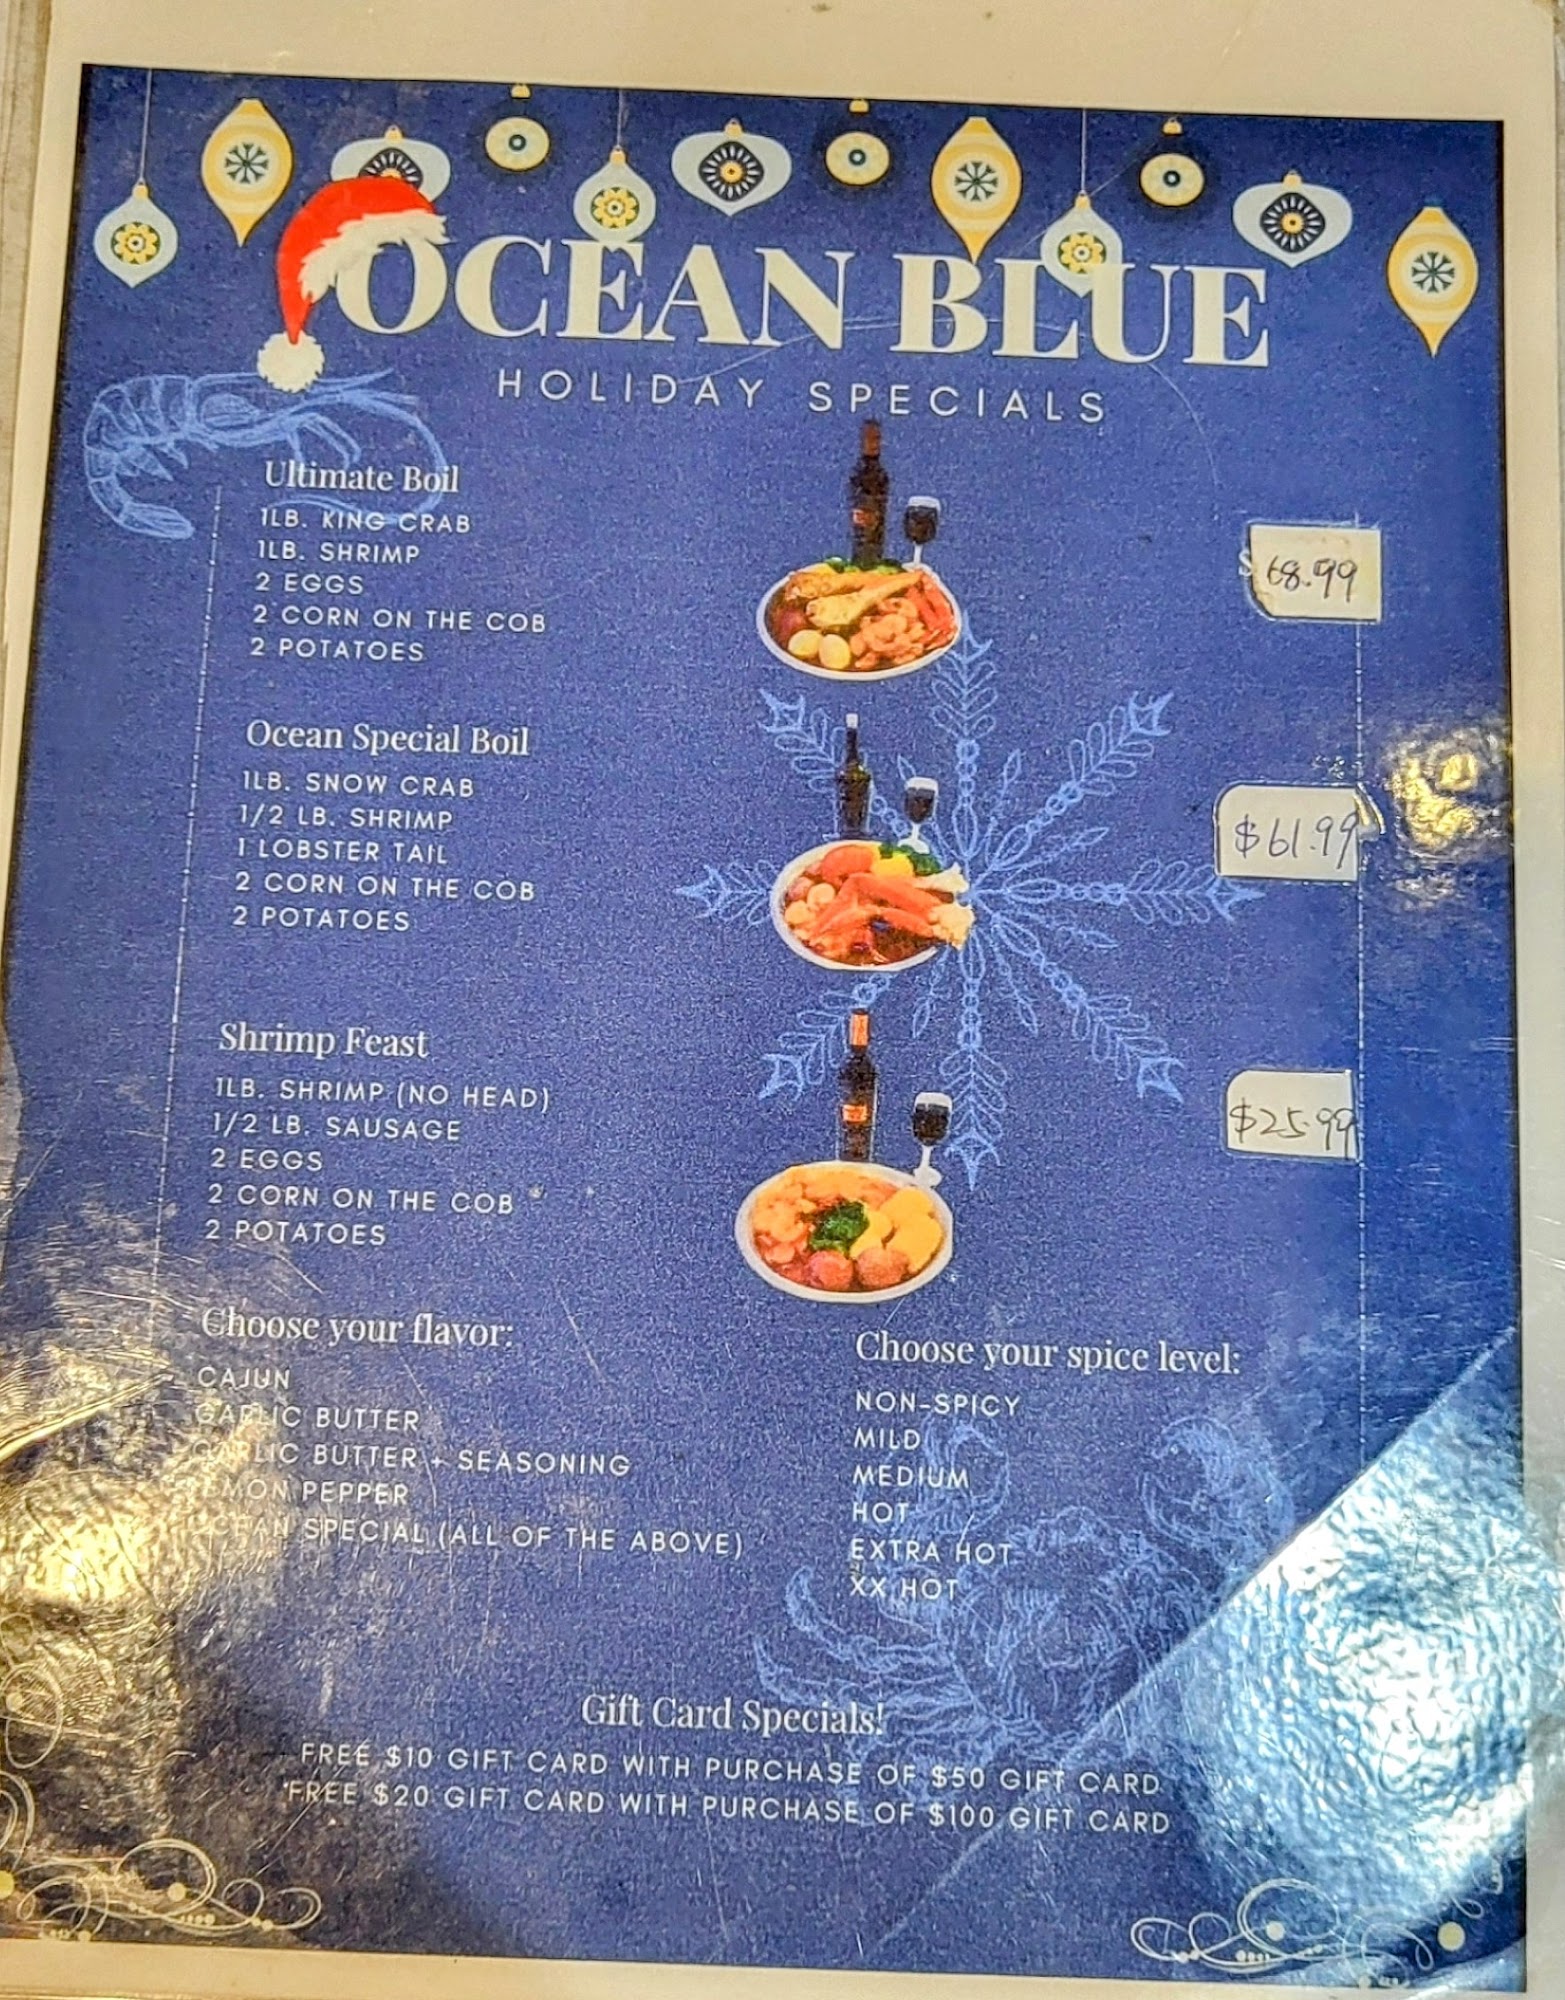 OCEAN BLUE
HOLIDAY SPECIALS
Ultimate Boil
1LB. KING CRAB
1LB. SHRIMP
2 EGGS
2 CORN ON THE COB
2 POTATOES
$ 68.99
Ocean Special Boil
1LB. SNOW CRAB
1/2 LB. SHRIMP
1 LOBSTER TAIL
2 CORN ON THE COB
2 POTATOES
$61.99
Shrimp Feast
1LB. SHRIMP (NO HEAD)
1/2 LB. SAUSAGE
2 EGGS
2 CORN ON THE COB
2 POTATOES
$25.99
Choose your flavor:
CAJUN
GARLIC BUTTER
GARLIC BUTTER + SEASONING
LEMON PEPPER
OCEAN SPECIAL (ALL OF THE ABOVE)
Choose your spice level:
NON-SPICY
MILD
MEDIUM
HOT
EXTRA HOT
XX HOT
Gift Card Specials!
FREE $10 GIFT CARD WITH PURCHASE OF $50 GIFT CARD
FREE $20 GIFT CARD WITH PURCHASE OF $100 GIFT CARD